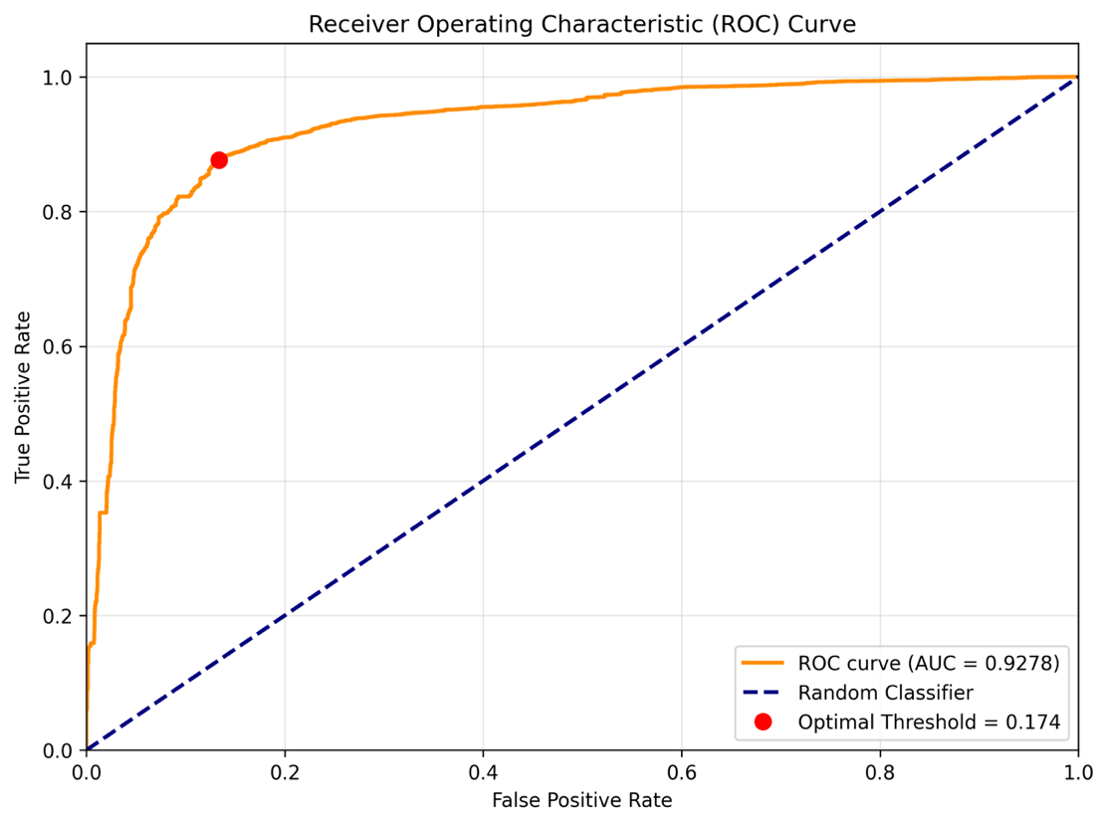 Receiver Operating Characteristic (ROC) Curve
1.0
0.8
0.6
0.4
0.2
0.0
True Positive Rate
0.0 0.2 0.4 0.6 0.8 1.0
False Positive Rate
ROC curve (AUC = 0.9278)
Random Classifier
Optimal Threshold = 0.174